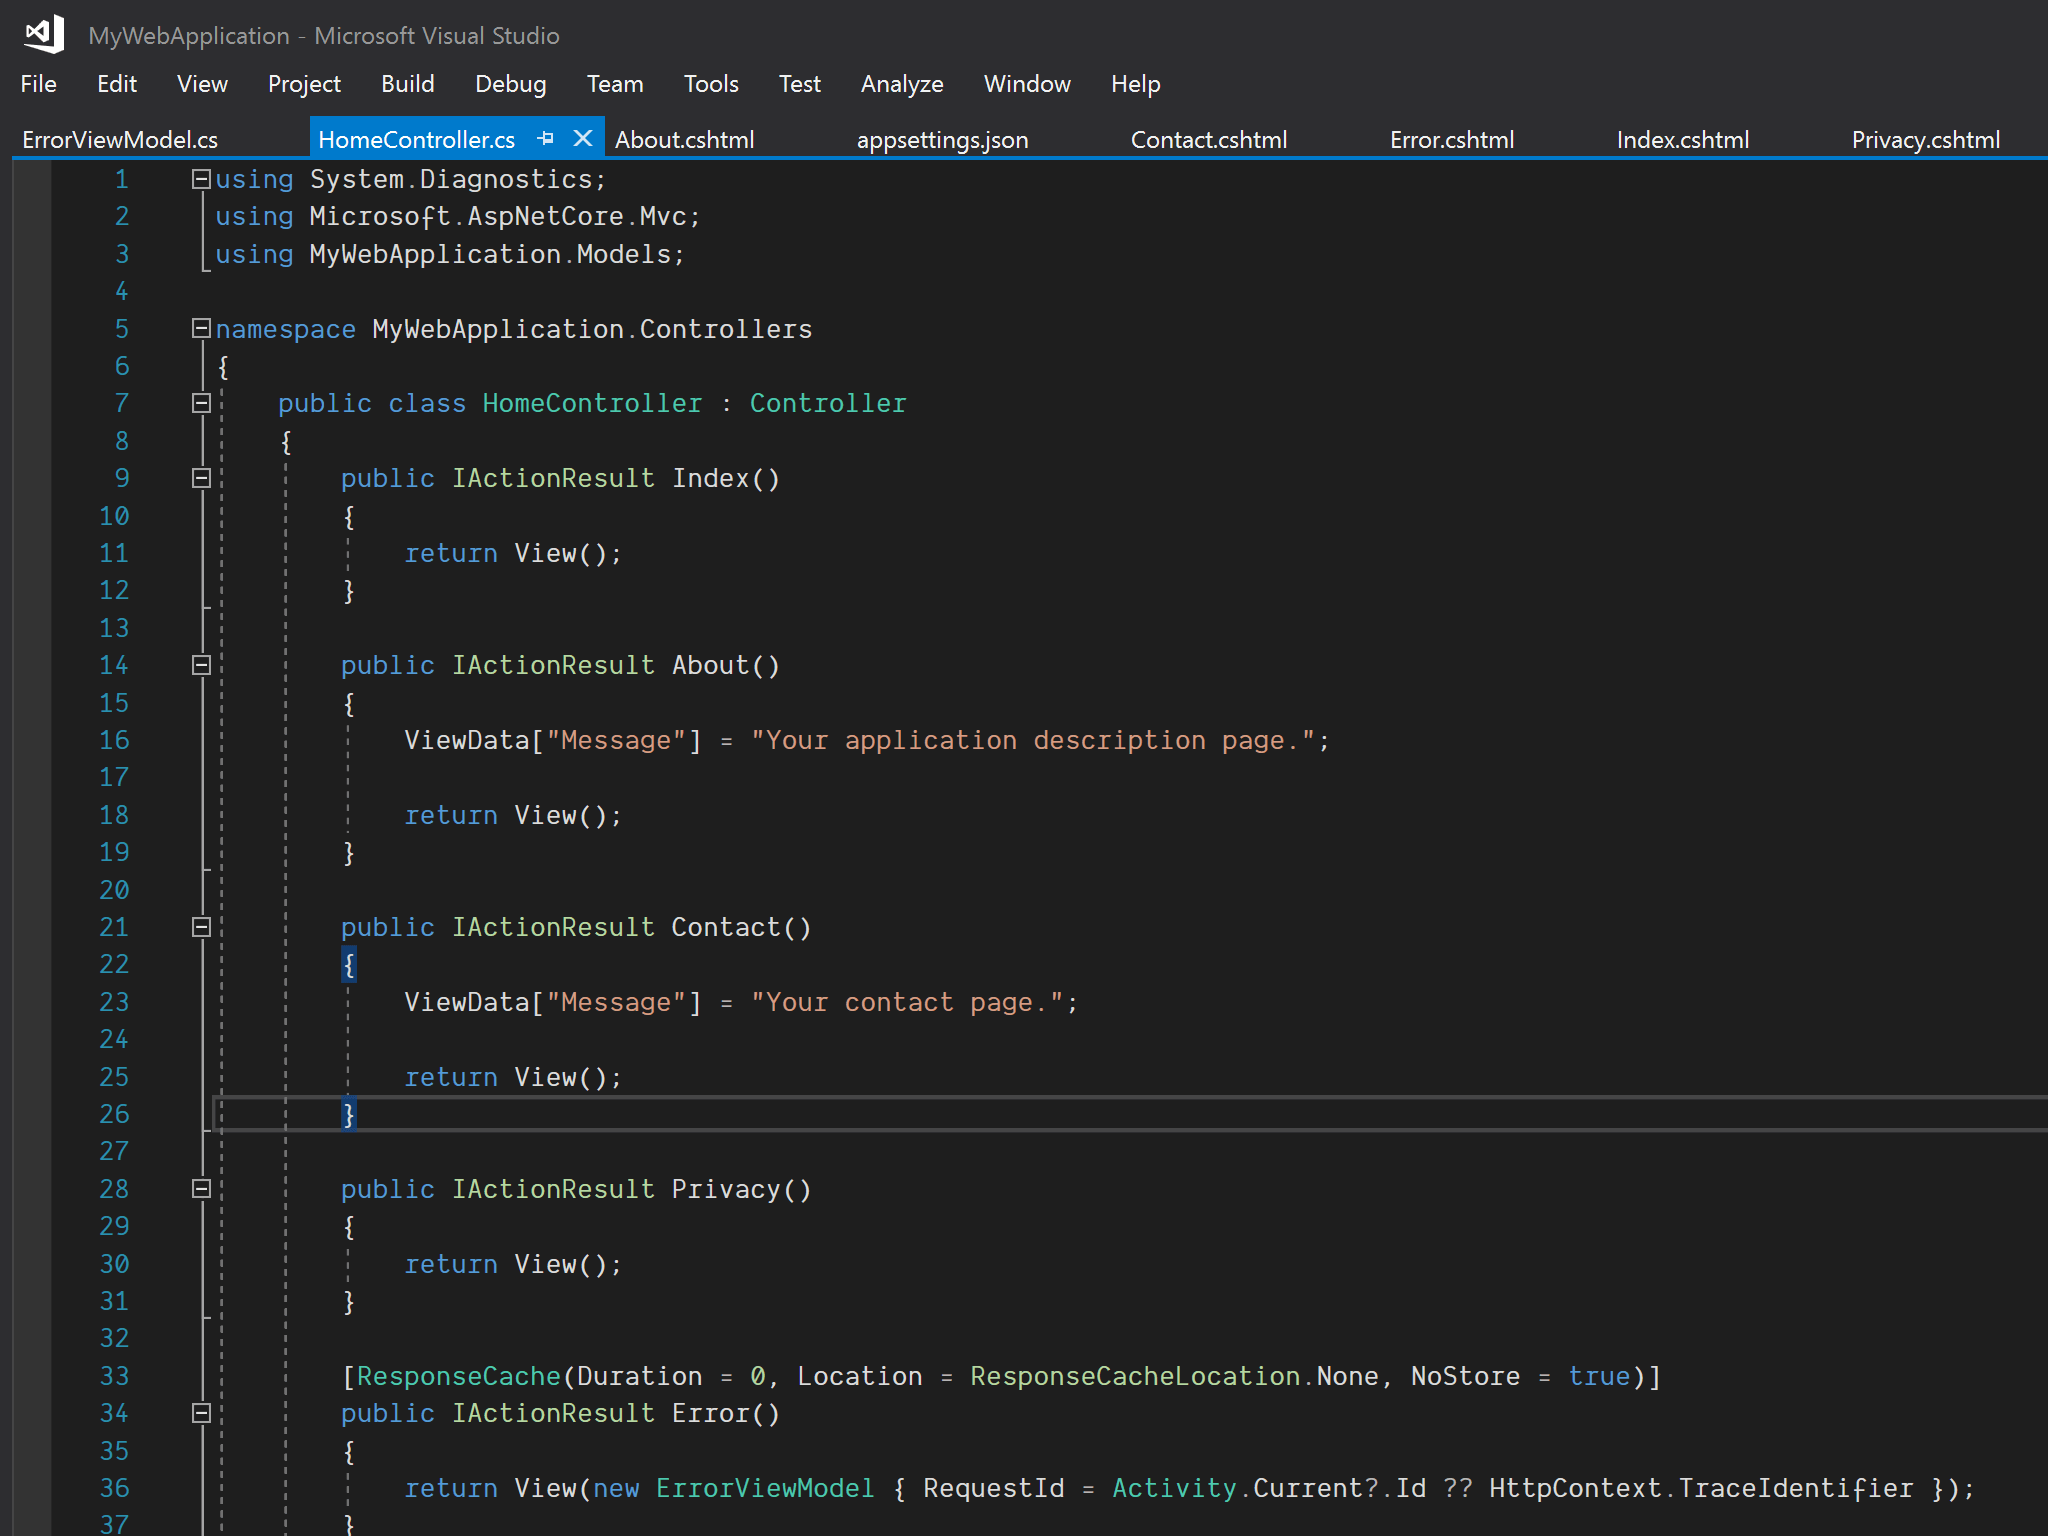 MyWebApplication - Microsoft Visual Studio
File Edit View Project Build Debug Team Tools Test Analyze Window Help
ErrorViewModel.cs HomeController.cs About.cshtml appsettings.json Contact.cshtml Error.cshtml Index.cshtml Privacy.cshtml
1 using System.Diagnostics;
2 using Microsoft.AspNetCore.Mvc;
3 using MyWebApplication.Models;
4
5 namespace MyWebApplication.Controllers
6 {
7 public class HomeController : Controller
8 {
9 public IActionResult Index()
10 {
11 return View();
12 }
13
14 public IActionResult About()
15 {
16 ViewData["Message"] = "Your application description page.";
17
18 return View();
19 }
20
21 public IActionResult Contact()
22 {
23 ViewData["Message"] = "Your contact page.";
24
25 return View();
26 }
27
28 public IActionResult Privacy()
29 {
30 return View();
31 }
32
33 [ResponseCache(Duration = 0, Location = ResponseCacheLocation.None, NoStore = true)]
34 public IActionResult Error()
35 {
36 return View(new ErrorViewModel { RequestId = Activity.Current?.Id ?? HttpContext.TraceIdentifier });
37 }